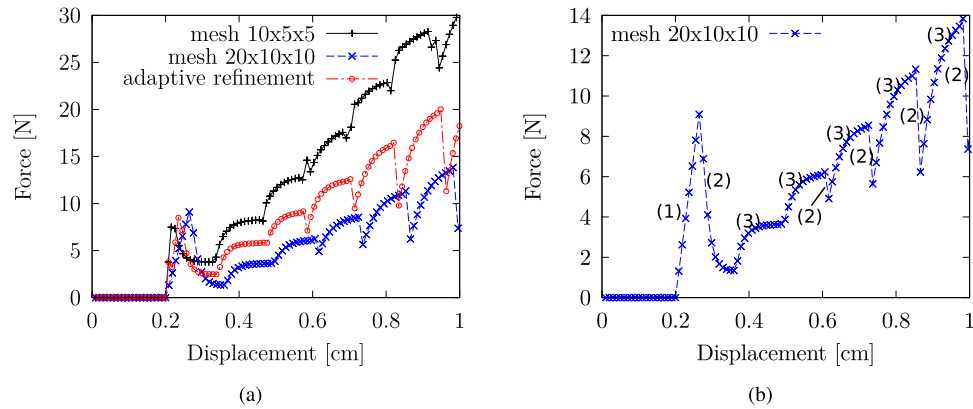 mesh 10x5x5
mesh 20x10x10
adaptive refinement
Force [N]
30
25
20
15
10
5
0
0 0.2 0.4 0.6 0.8 1
Displacement [cm]
(a)
mesh 20x10x10
Force [N]
14
12
10
8
6
4
2
0
(1)
(2)
(3)
(3)
(2)
(3)
(2)
(3)
(2)
(3)
(2)
0 0.2 0.4 0.6 0.8 1
Displacement [cm]
(b)